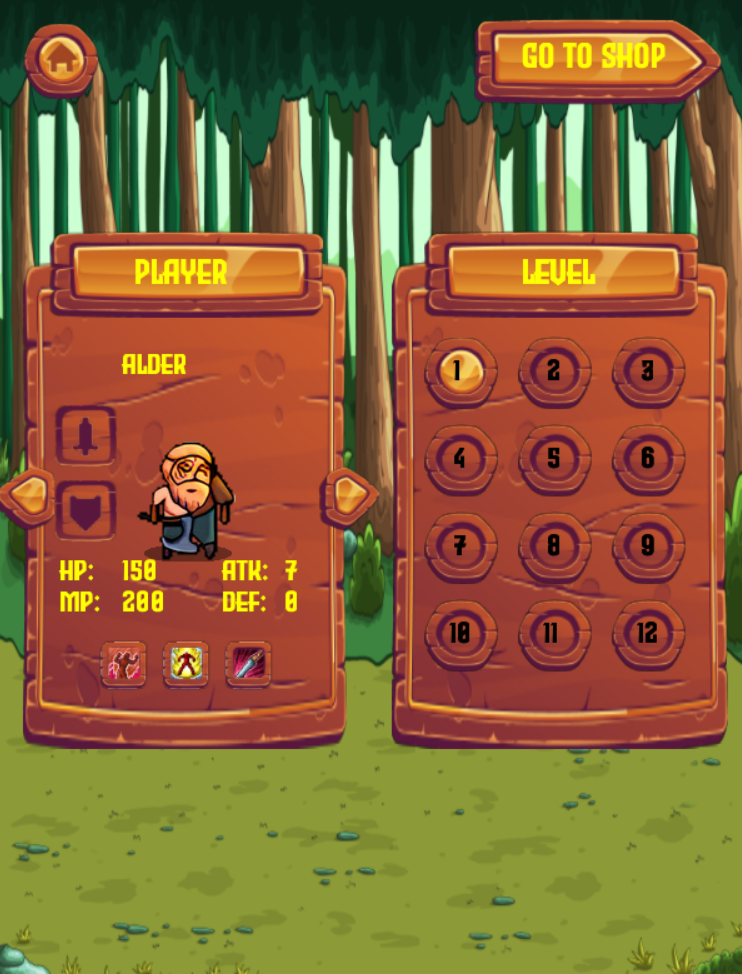 GO TO SHOP
PLAYER
ALDER
HP: 150 ATK: 7
MP: 200 DEF: 0
LEVEL
1 2 3
4 5 6
7 8 9
10 11 12